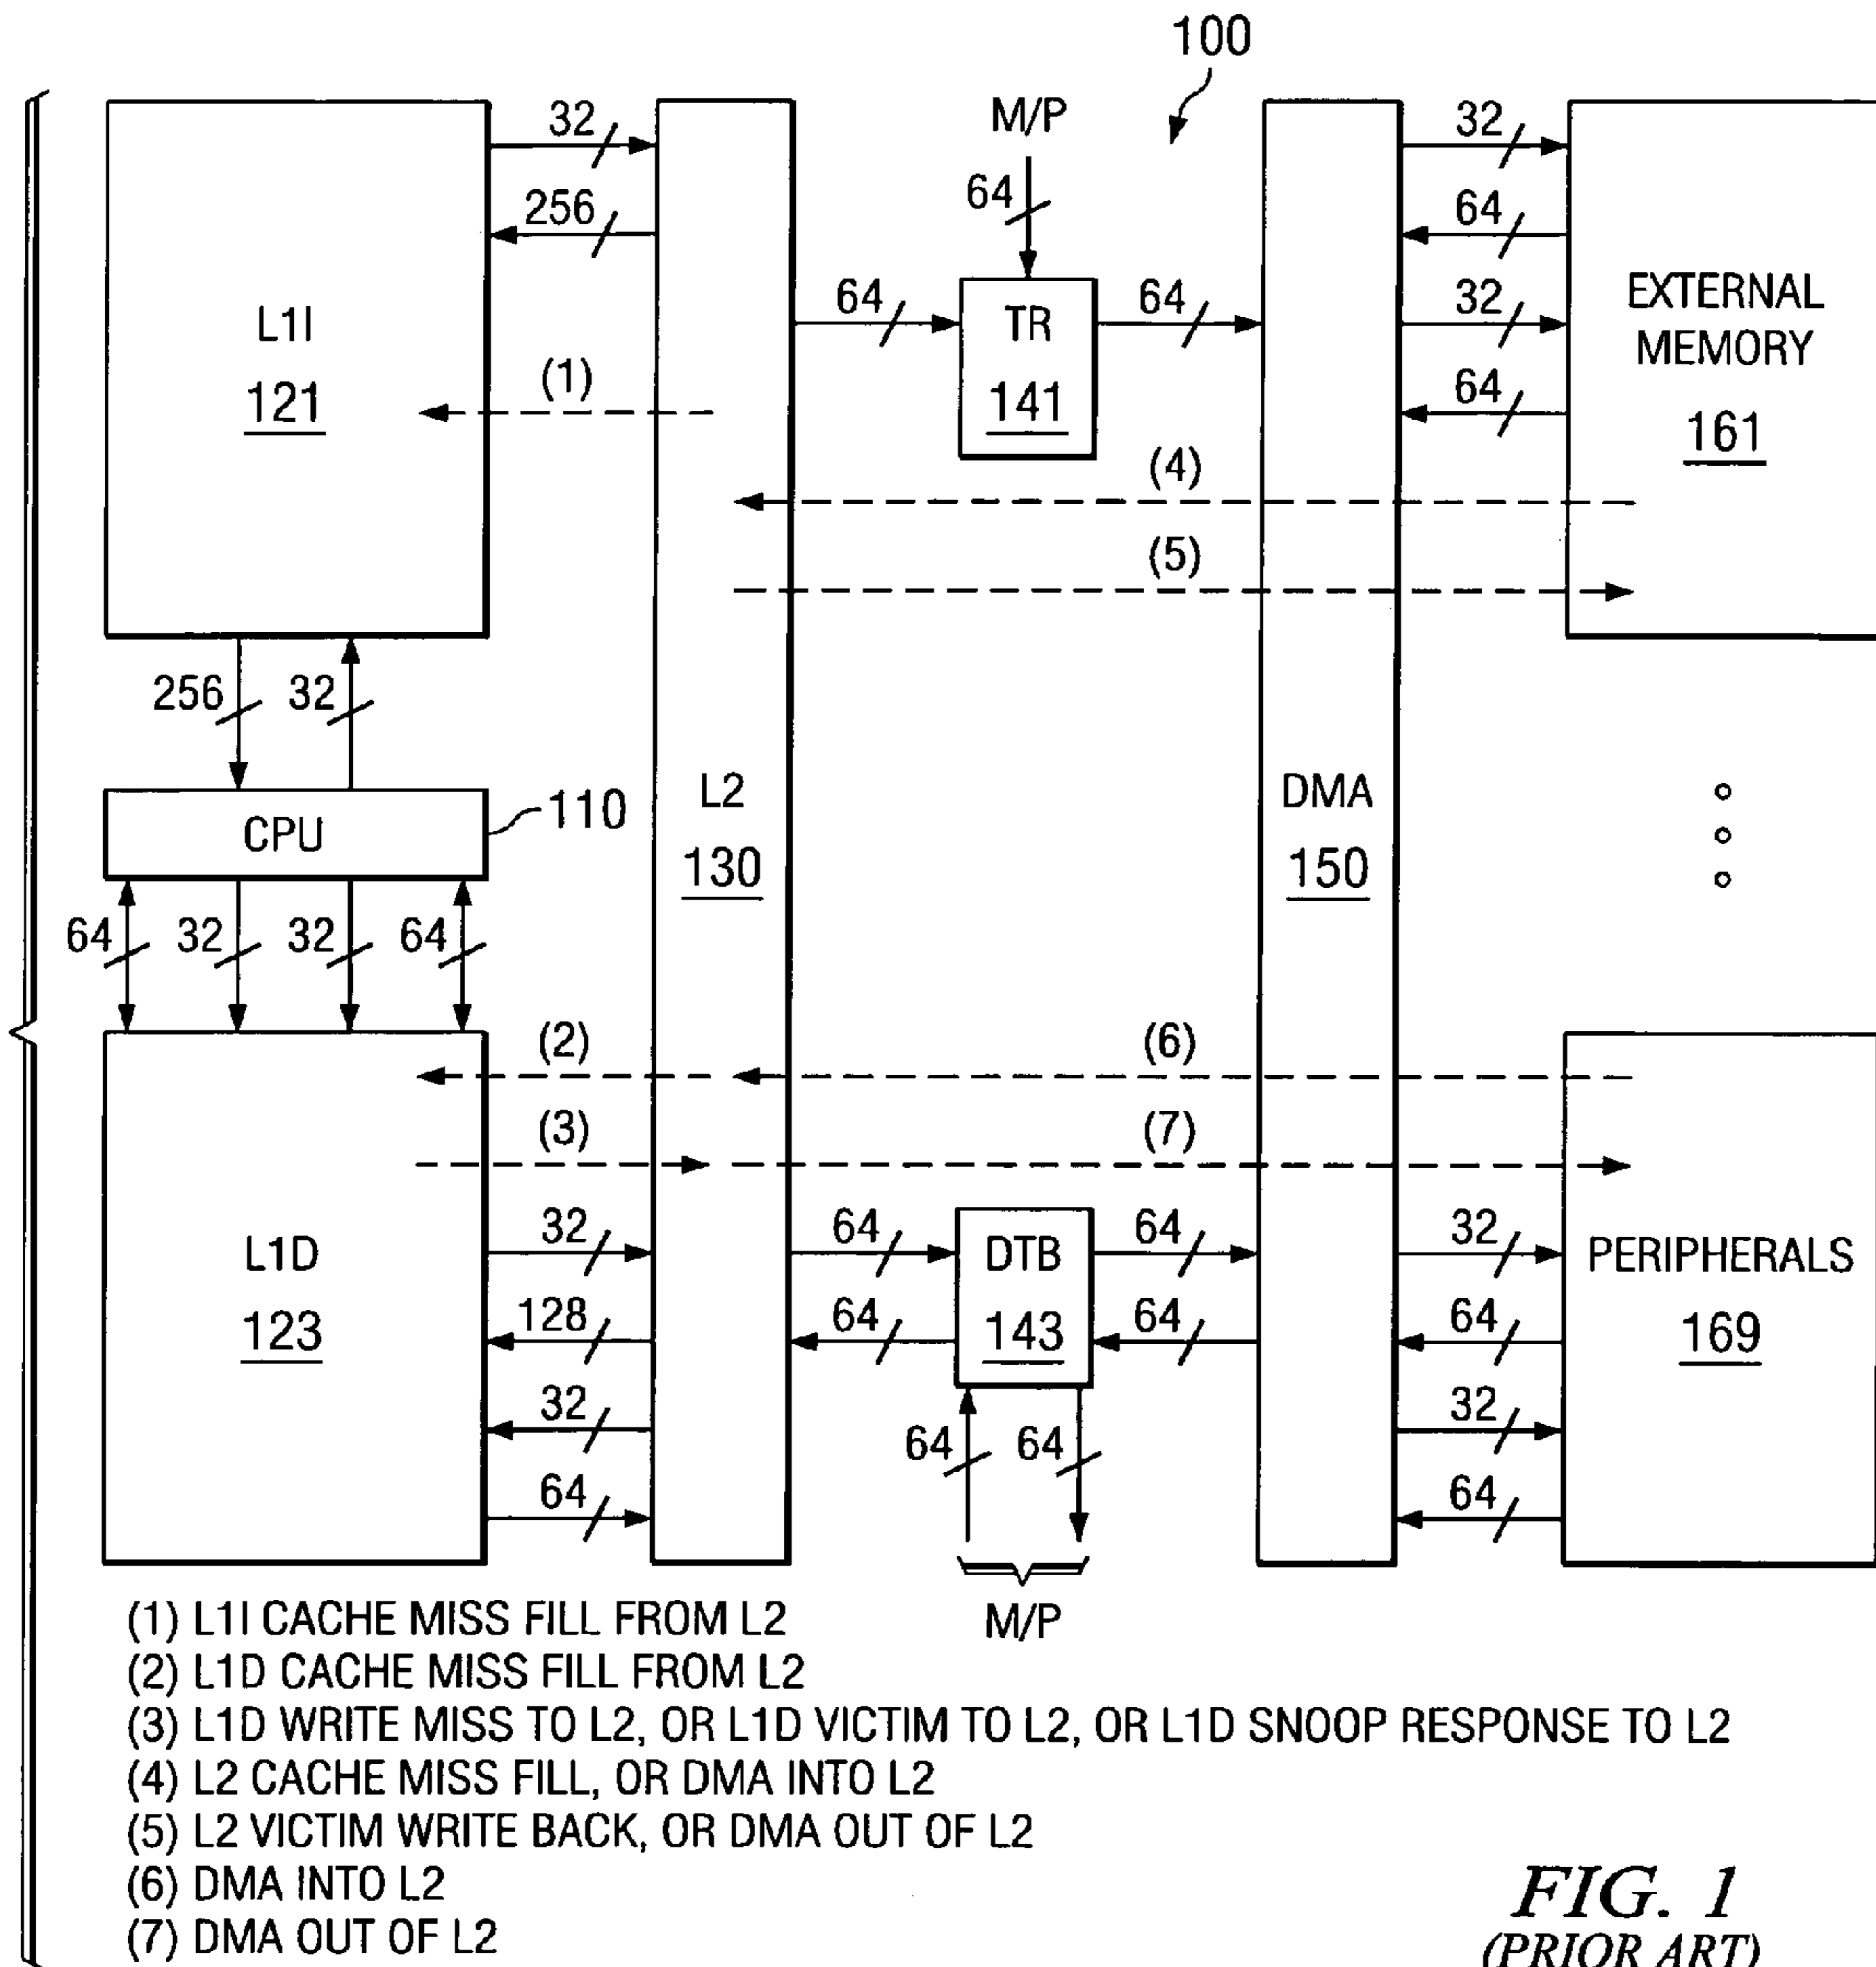 100
M/P
32
32
256
64
64
L1I
121
64
64
TR
141
32
64
EXTERNAL
MEMORY
161
(1)
(4)
(5)
256
32
CPU
110
L2
130
DMA
150
64
32
32
64
(2)
(6)
(3)
(7)
L1D
123
32
128
32
64
64
64
DTB
143
64
64
64
64
M/P
32
64
32
64
PERIPHERALS
169
(1) L1I CACHE MISS FILL FROM L2
(2) L1D CACHE MISS FILL FROM L2
(3) L1D WRITE MISS TO L2, OR L1D VICTIM TO L2, OR L1D SNOOP RESPONSE TO L2
(4) L2 CACHE MISS FILL, OR DMA INTO L2
(5) L2 VICTIM WRITE BACK, OR DMA OUT OF L2
(6) DMA INTO L2
(7) DMA OUT OF L2
FIG. 1
(PRIOR ART)